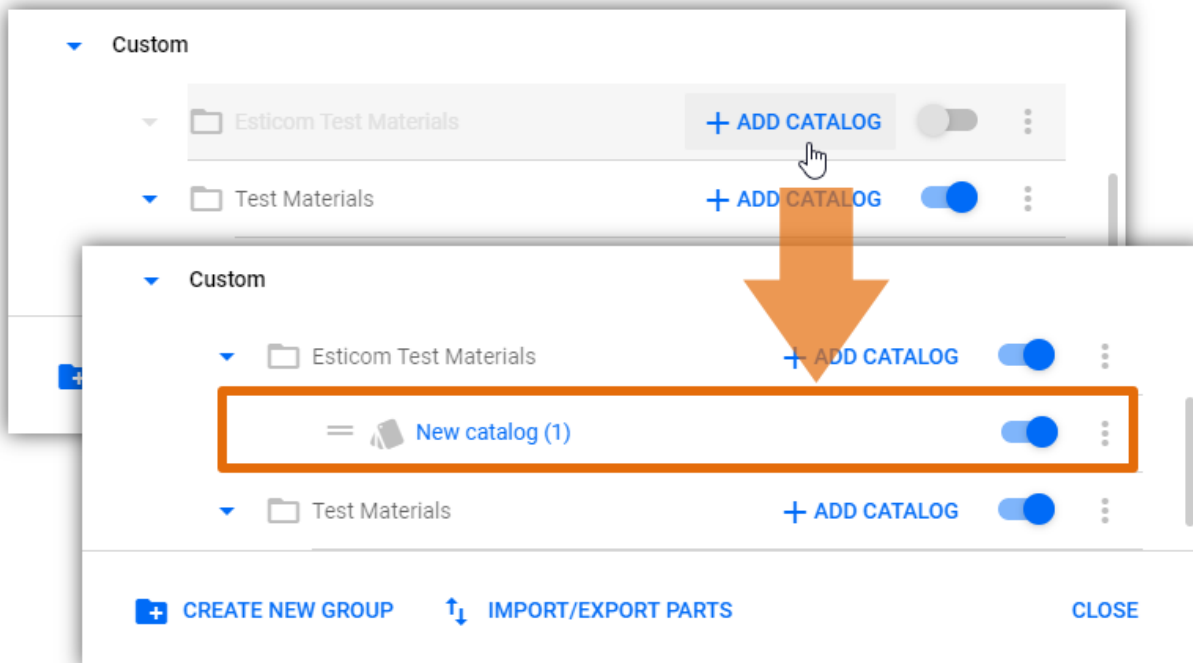 Custom
Esticom Test Materials
ADD CATALOG
Test Materials
ADD CATALOG
Custom
Esticom Test Materials
ADD CATALOG
New catalog (1)
Test Materials
ADD CATALOG
CREATE NEW GROUP
IMPORT/EXPORT PARTS
CLOSE